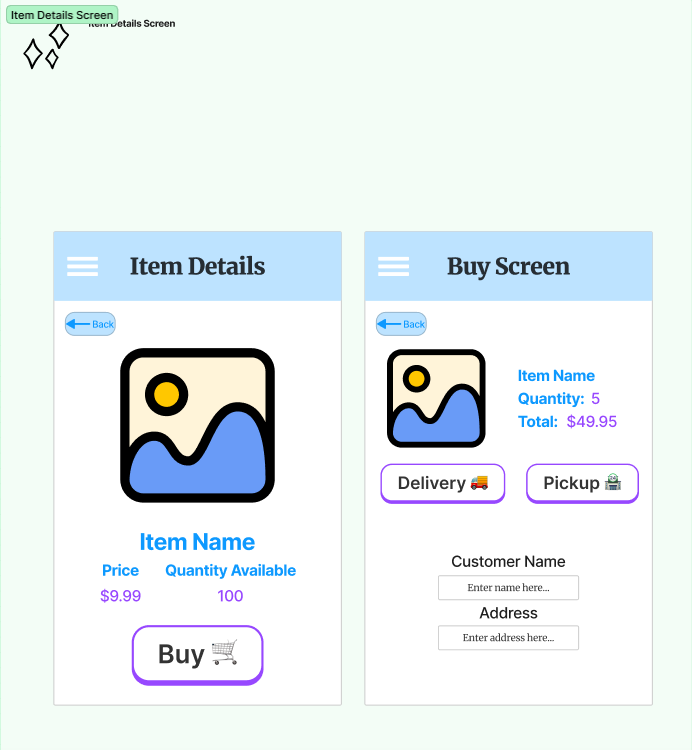 Item Details Screen
Item Details Screen
Item Details
Back
Item Name
Price Quantity Available
$9.99 100
Buy
Buy Screen
Back
Item Name
Quantity: 5
Total: $49.95
Delivery Pickup
Customer Name
Enter name here...
Address
Enter address here...